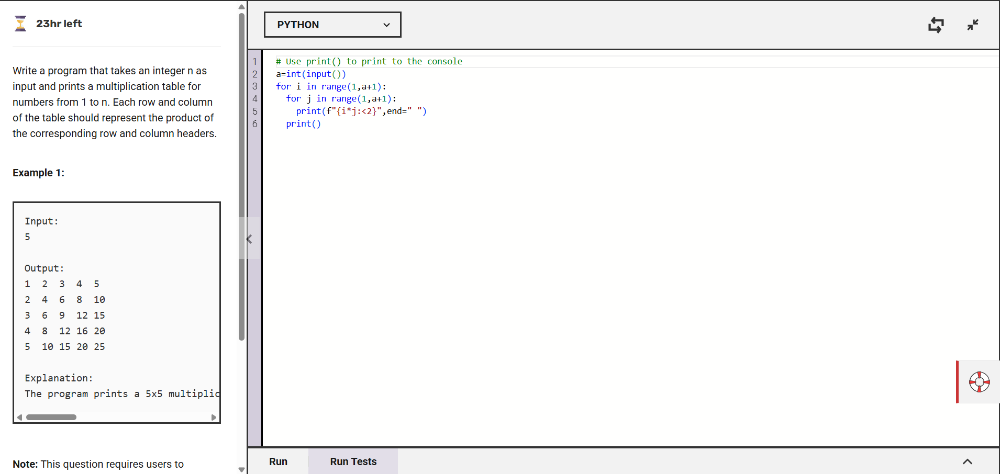 23hr left
Write a program that takes an integer n as
input and prints a multiplication table for
numbers from 1 to n. Each row and column
of the table should represent the product of
the corresponding row and column headers.
Example 1:
Input:
5
Output:
1  2  3  4  5
2  4  6  8  10
3  6  9  12 15
4  8  12 16 20
5  10 15 20 25
Explanation:
The program prints a 5x5 multiplic
Note: This question requires users to
PYTHON
1 # Use print() to print to the console
2 a=int(input())
3 for i in range(1,a+1):
4   for j in range(1,a+1):
5     print(f"{i*j:<2}",end=" ")
6   print()
Run
Run Tests